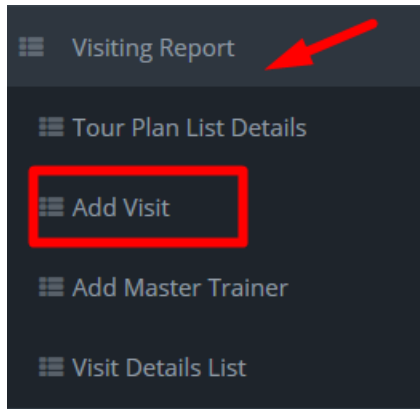 Visiting Report
Tour Plan List Details
Add Visit
Add Master Trainer
Visit Details List